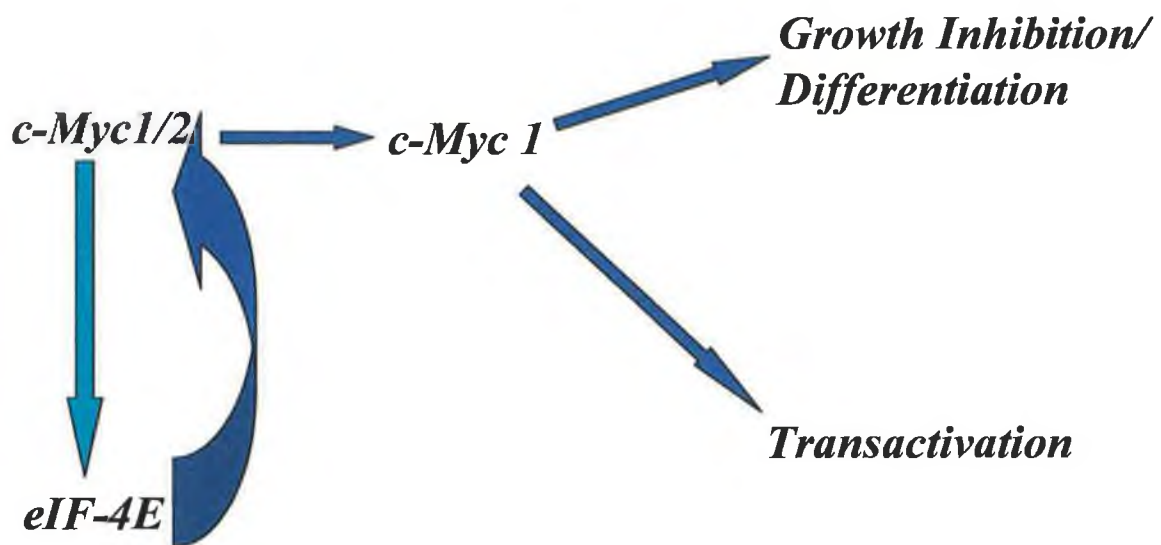 Growth Inhibition/
Differentiation
c-Myc1/2
c-Myc 1
Transactivation
eIF-4E